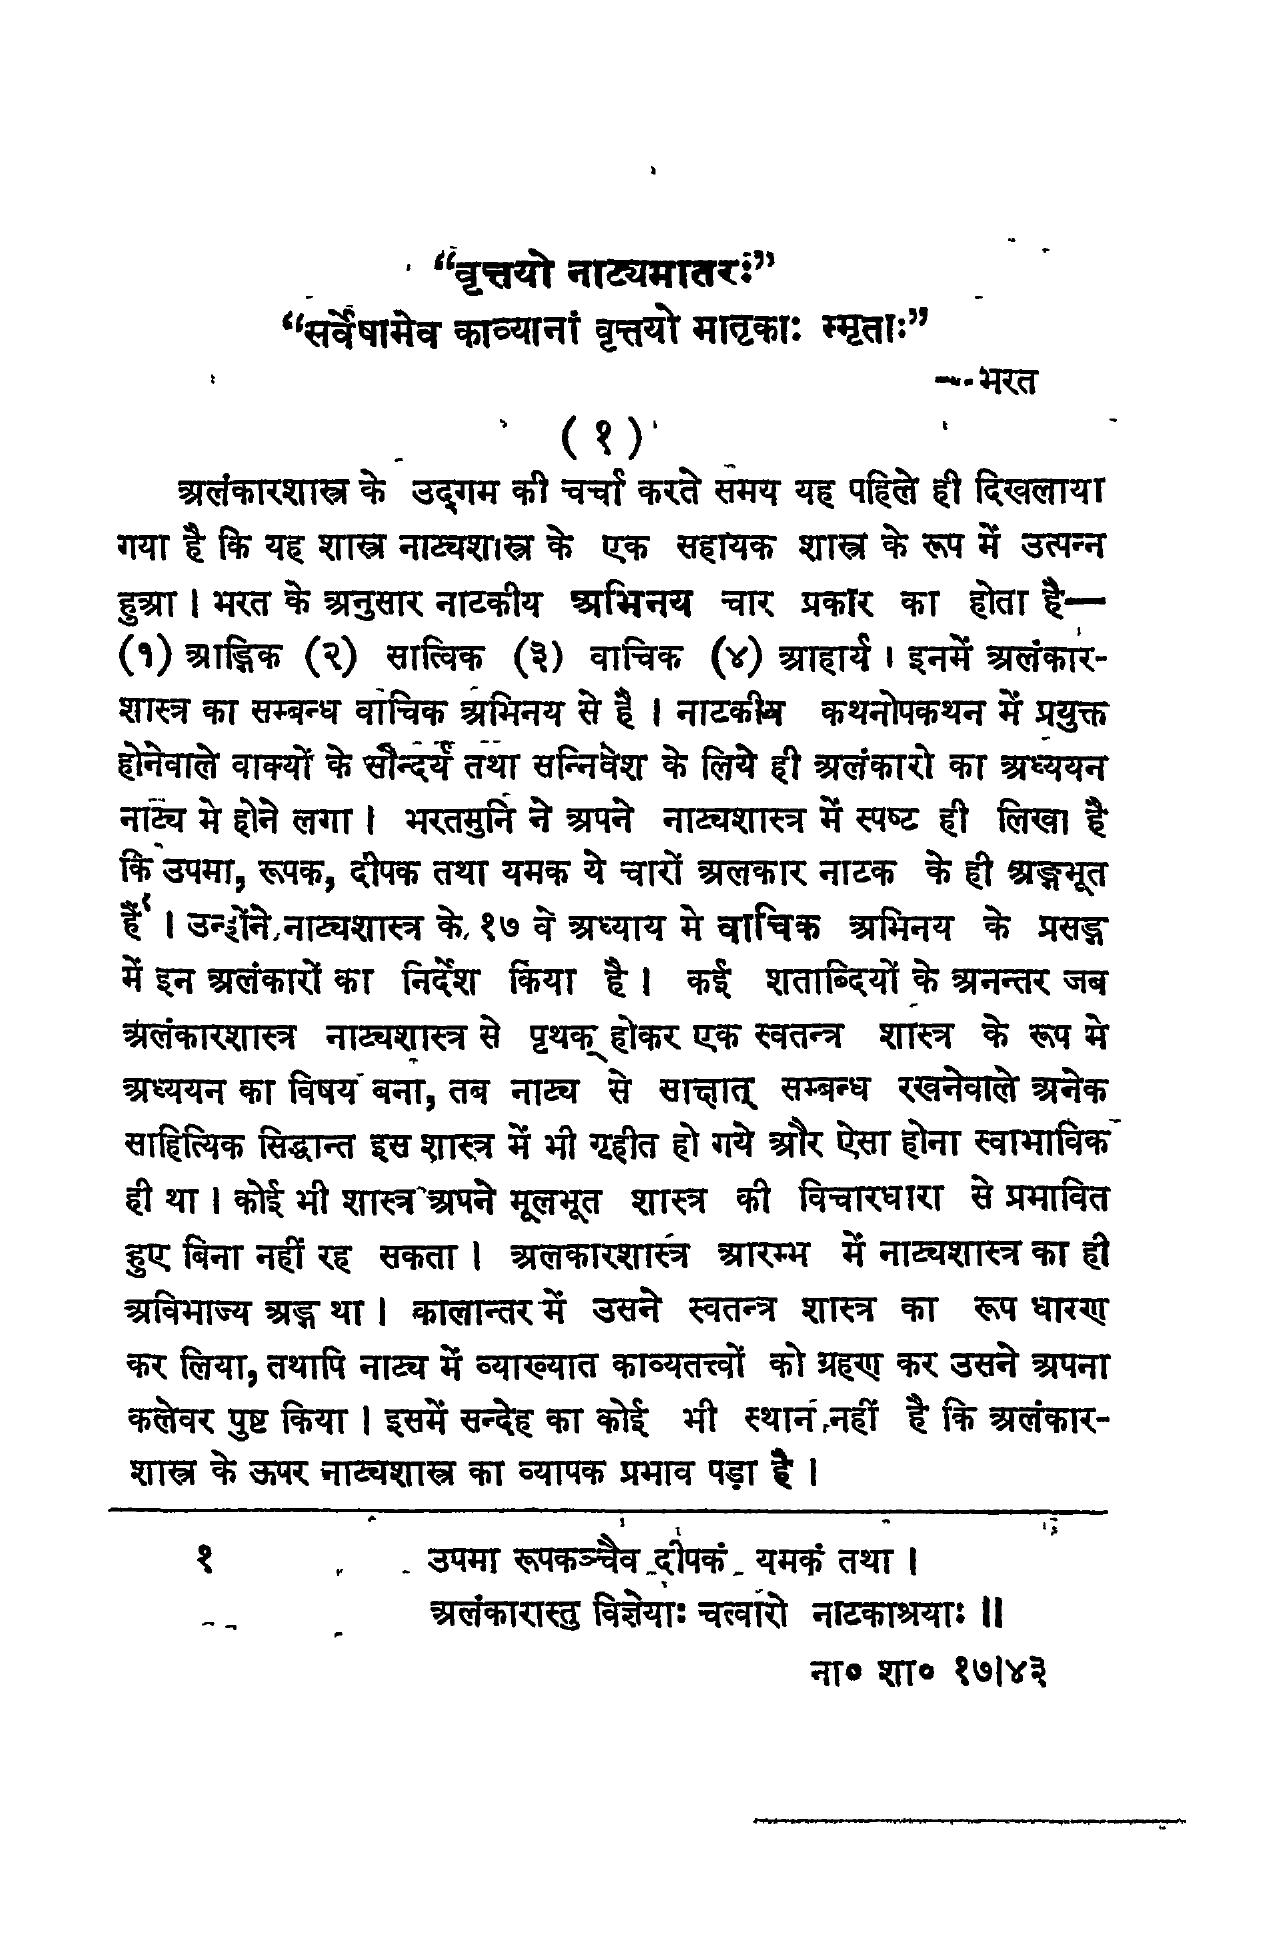 “वृत्तयो नाट्यमातरः”
“सर्वेषामेव काव्यानां वृत्तयो मातृकाः स्मृताः”
—भरत
( १ )
अलंकारशास्त्र के उद्गम की चर्चा करते समय यह पहिले ही दिखलाया
गया है कि यह शास्त्र नाट्यशास्त्र के एक सहायक शास्त्र के रूप में उत्पन्न
हुआ । भरत के अनुसार नाटकीय अभिनय चार प्रकार का होता है—
(१) आङ्गिक (२) सात्विक (३) वाचिक (४) आहार्य । इनमें अलंकार-
शास्त्र का सम्बन्ध वाचिक अभिनय से है । नाटकीय कथनोपकथन में प्रयुक्त
होनेवाले वाक्यों के सौन्दर्य तथा सन्निवेश के लिये ही अलंकारो का अध्ययन
नाट्य मे होने लगा । भरतमुनि ने अपने नाट्यशास्त्र में स्पष्ट ही लिखा है
कि उपमा, रूपक, दीपक तथा यमक ये चारों अलकार नाटक के ही अङ्गभूत
हैं१ । उन्होंने नाट्यशास्त्र के १७ वे अध्याय मे वाचिक अभिनय के प्रसङ्ग
में इन अलंकारों का निर्देश किया है । कई शताब्दियों के अनन्तर जब
अलंकारशास्त्र नाट्यशास्त्र से पृथक् होकर एक स्वतन्त्र शास्त्र के रूप मे
अध्ययन का विषय बना, तब नाट्य से साक्षात् सम्बन्ध रखनेवाले अनेक
साहित्यिक सिद्धान्त इस शास्त्र में भी गृहीत हो गये और ऐसा होना स्वाभाविक
ही था । कोई भी शास्त्र अपने मूलभूत शास्त्र की विचारधारा से प्रभावित
हुए बिना नहीं रह सकता । अलकारशास्त्र आरम्भ में नाट्यशास्त्र का ही
अविभाज्य अङ्ग था । कालान्तर में उसने स्वतन्त्र शास्त्र का रूप धारण
कर लिया, तथापि नाट्य में व्याख्यात काव्यतत्त्वों को ग्रहण कर उसने अपना
कलेवर पुष्ट किया । इसमें सन्देह का कोई भी स्थान नहीं है कि अलंकार-
शास्त्र के ऊपर नाट्यशास्त्र का व्यापक प्रभाव पड़ा है ।
१ उपमा रूपकञ्चैव दीपकं यमकं तथा ।
अलंकारास्तु विज्ञेयाः चत्वारो नाटकाश्रयाः ॥
ना० शा० १७।४३